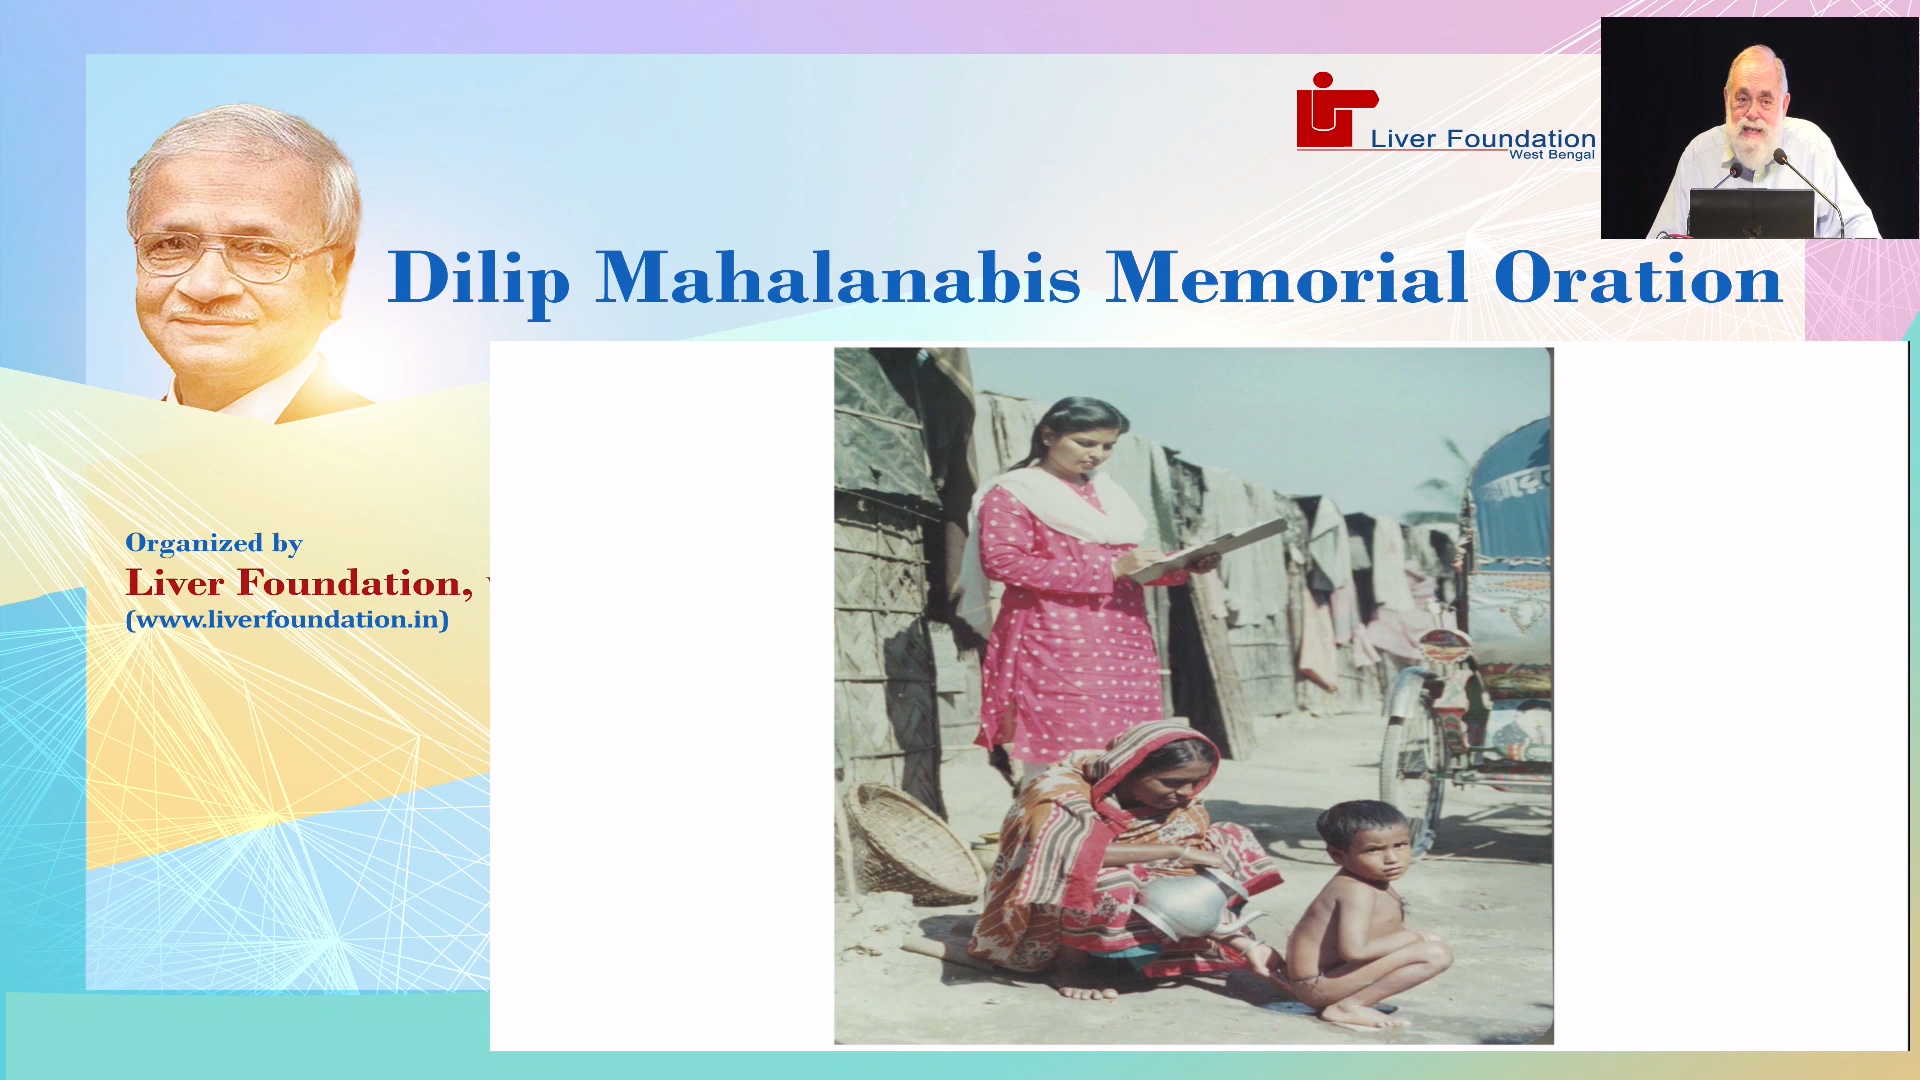 Liver Foundation
West Bengal
Dilip Mahalanabis Memorial Oration
Organized by
Liver Foundation,
(www.liverfoundation.in)